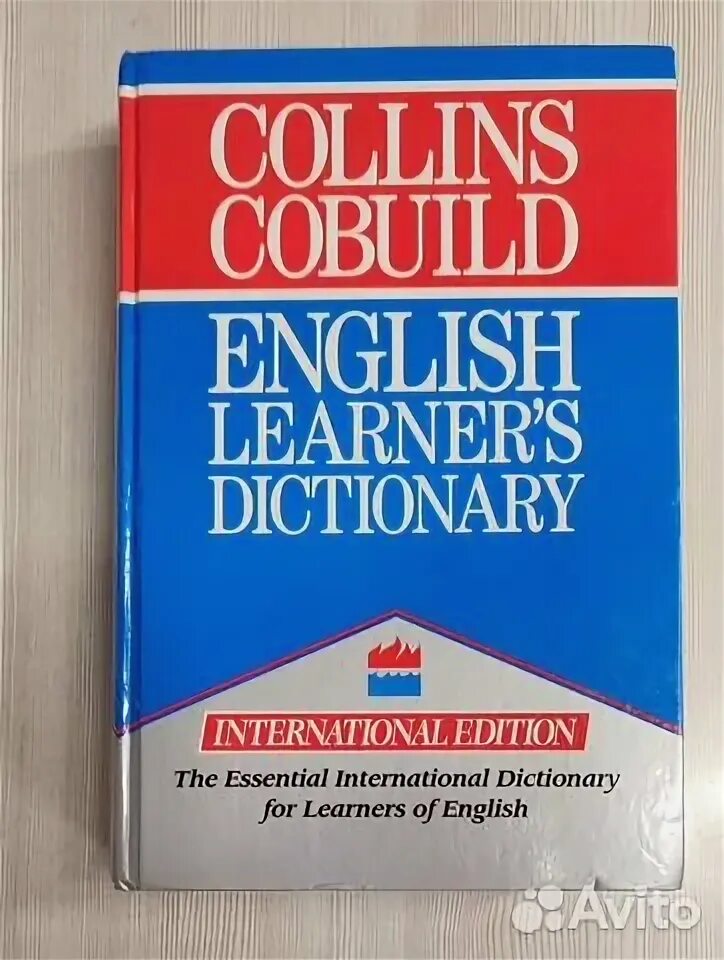 COLLINS
COBUILD
ENGLISH
LEARNER'S
DICTIONARY
INTERNATIONAL EDITION
The Essential International Dictionary
for Learners of English
Avito